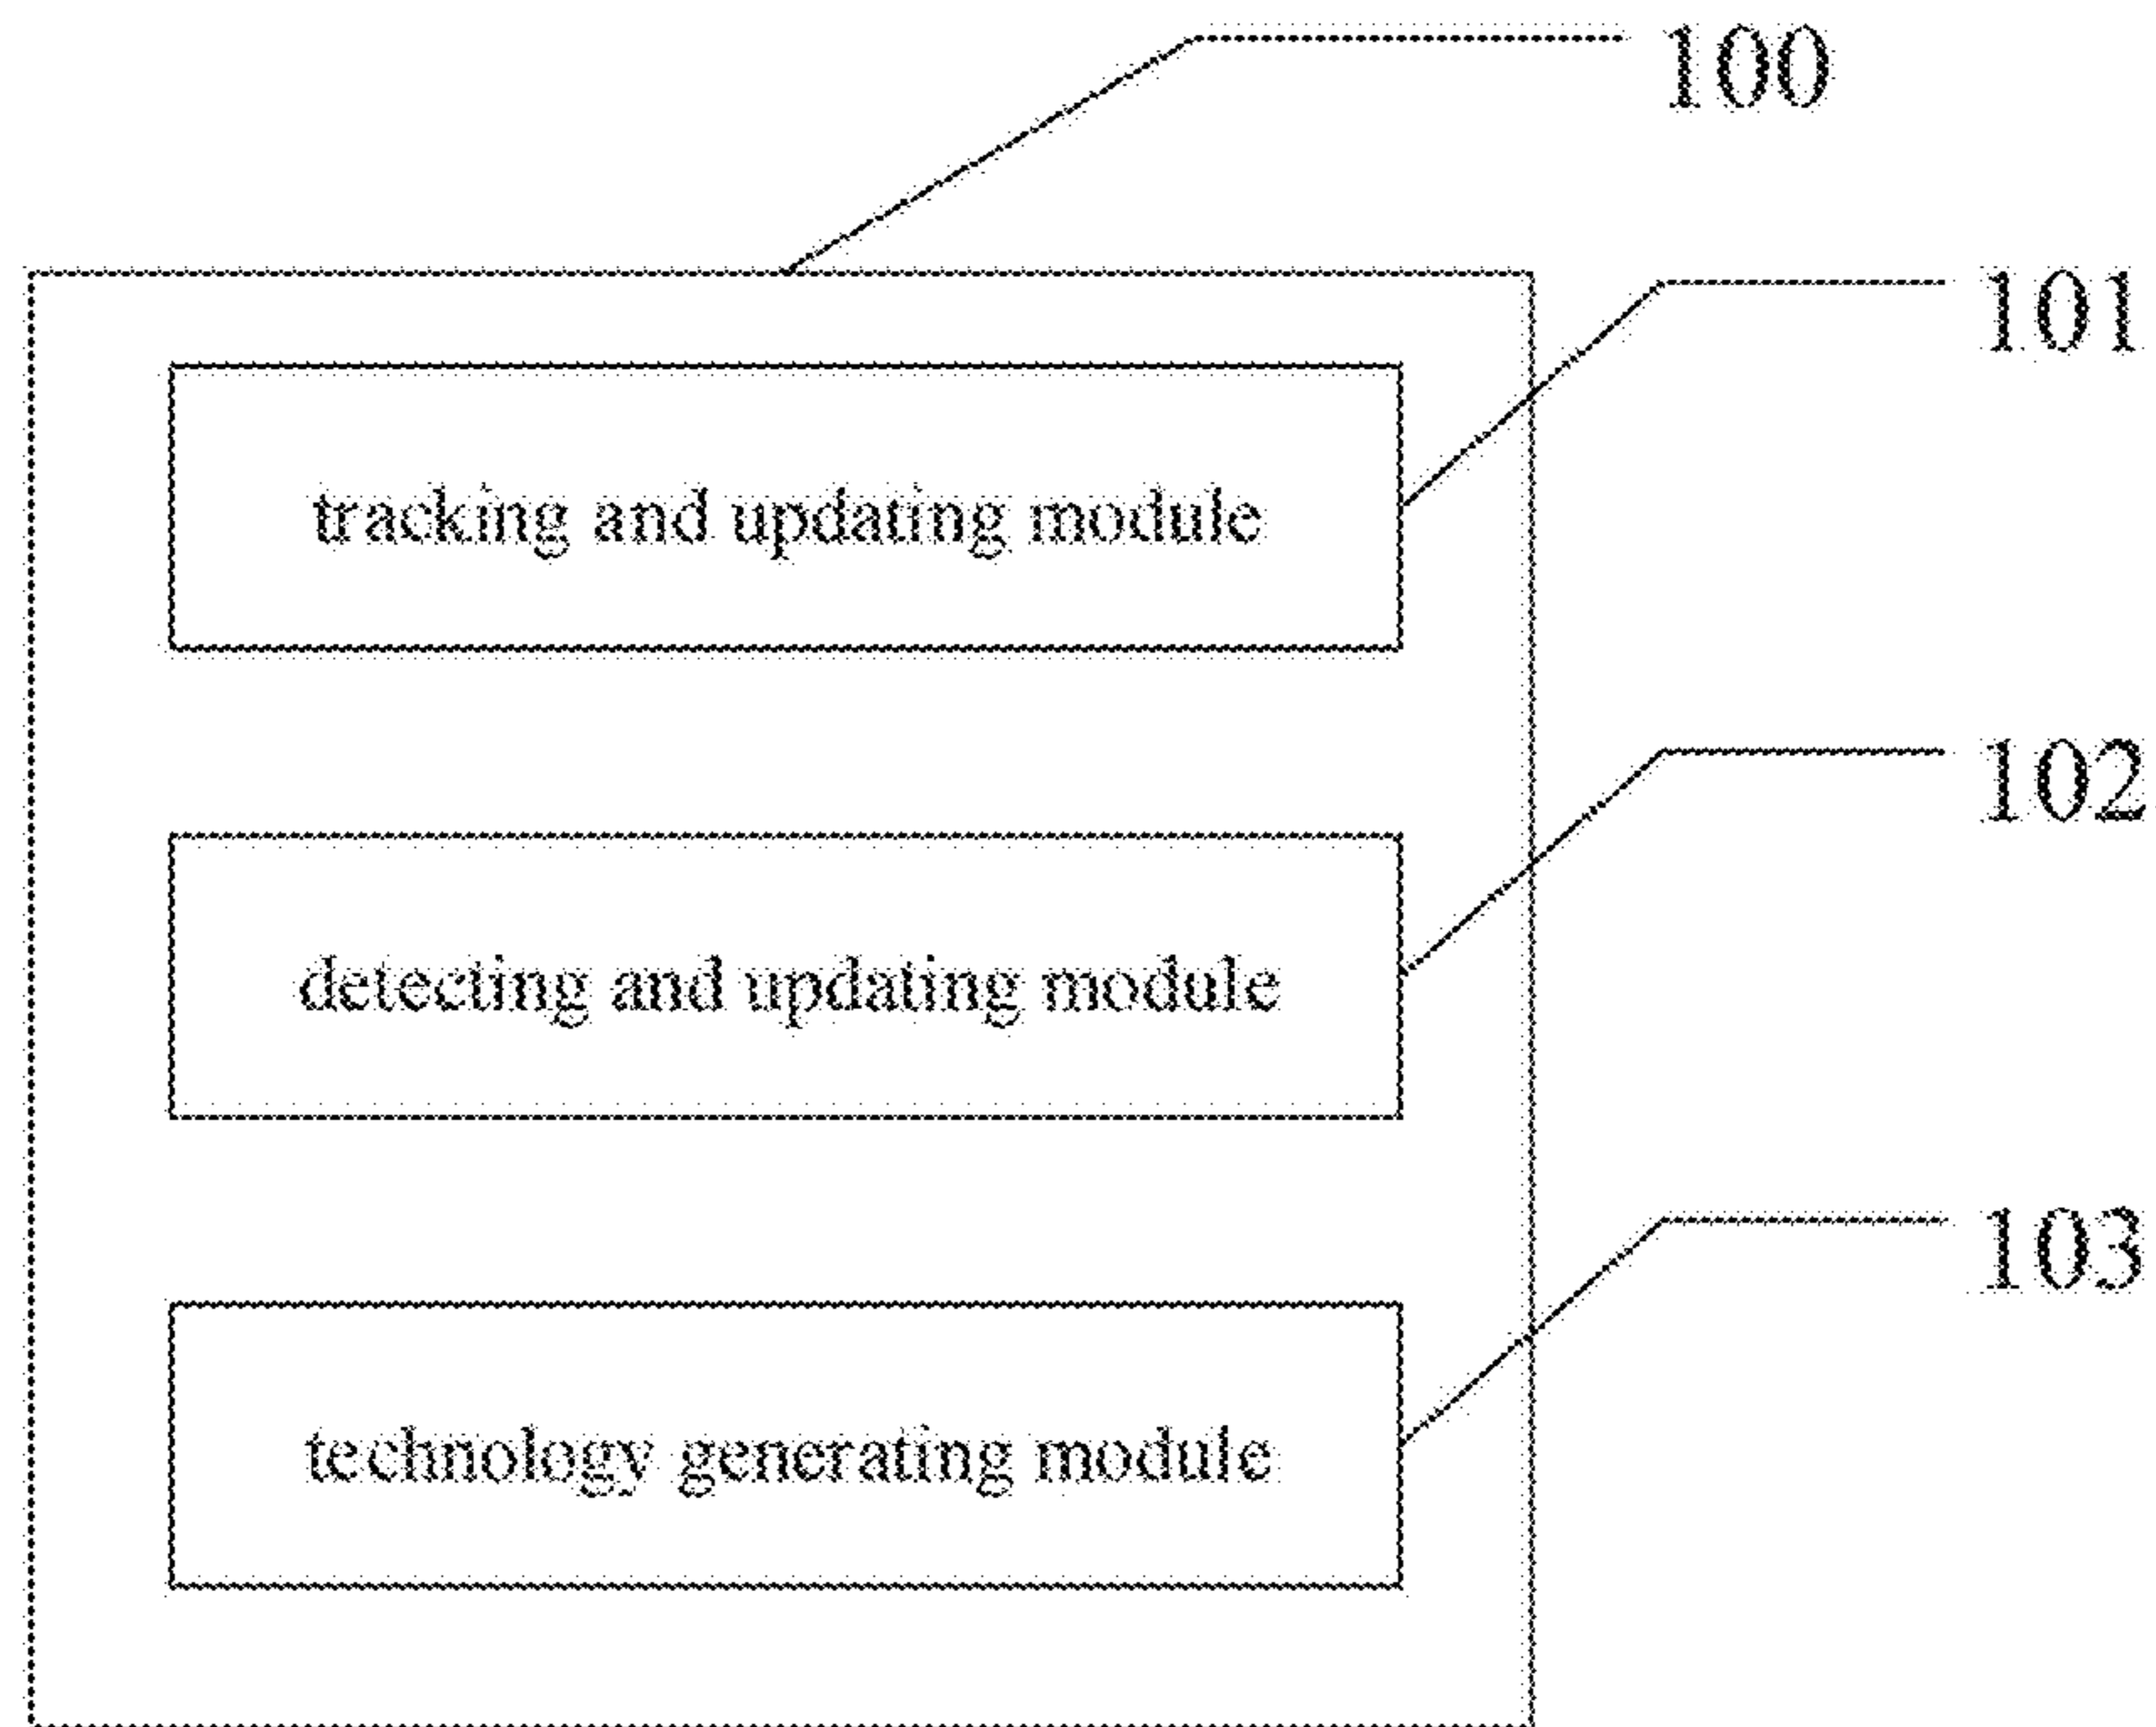 100
101
tracking and updating module
102
detecting and updating module
103
technology generating module